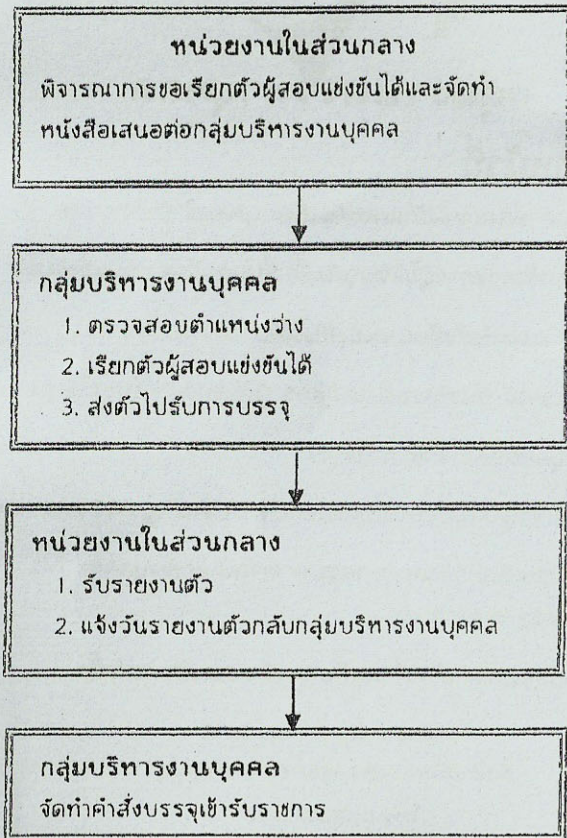 หน่วยงานในส่วนกลาง
พิจารณาการขอเรียกตัวผู้สอบแข่งขันได้และจัดทำ
หนังสือเสนอต่อกลุ่มบริหารงานบุคคล
กลุ่มบริหารงานบุคคล
1. ตรวจสอบตำแหน่งว่าง
2. เรียกตัวผู้สอบแข่งขันได้
3. ส่งตัวไปรับการบรรจุ
หน่วยงานในส่วนกลาง
1. รับรายงานตัว
2. แจ้งวันรายงานตัวกลับกลุ่มบริหารงานบุคคล
กลุ่มบริหารงานบุคคล
จัดทำคำสั่งบรรจุเข้ารับราชการ